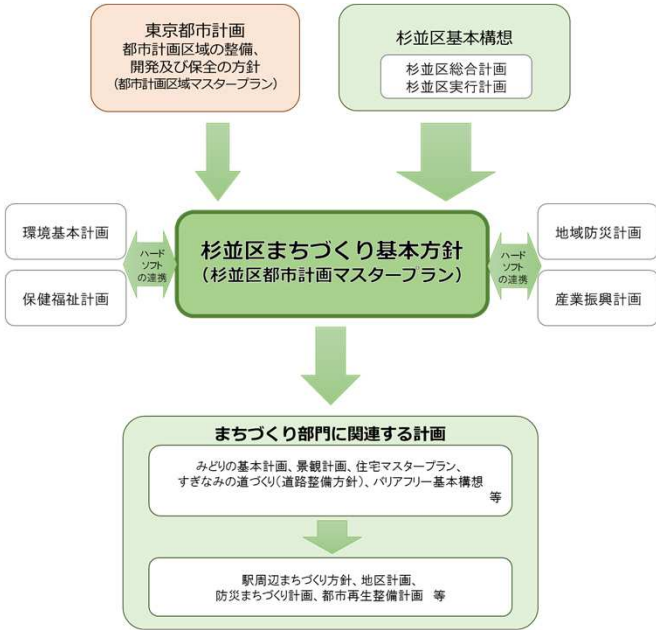 東京都市計画
都市計画区域の整備、
開発及び保全の方針
(都市計画区域マスタープラン)
杉並区基本構想
杉並区総合計画
杉並区実行計画
環境基本計画
保健福祉計画
ハード
ソフト
の連携
杉並区まちづくり基本方針
(杉並区都市計画マスタープラン)
ハード
ソフト
の連携
地域防災計画
産業振興計画
まちづくり部門に関連する計画
みどりの基本計画、景観計画、住宅マスタープラン、
すぎなみの道づくり(道路整備方針)、バリアフリー基本構想
等
駅周辺まちづくり方針、地区計画、
防災まちづくり計画、都市再生整備計画 等